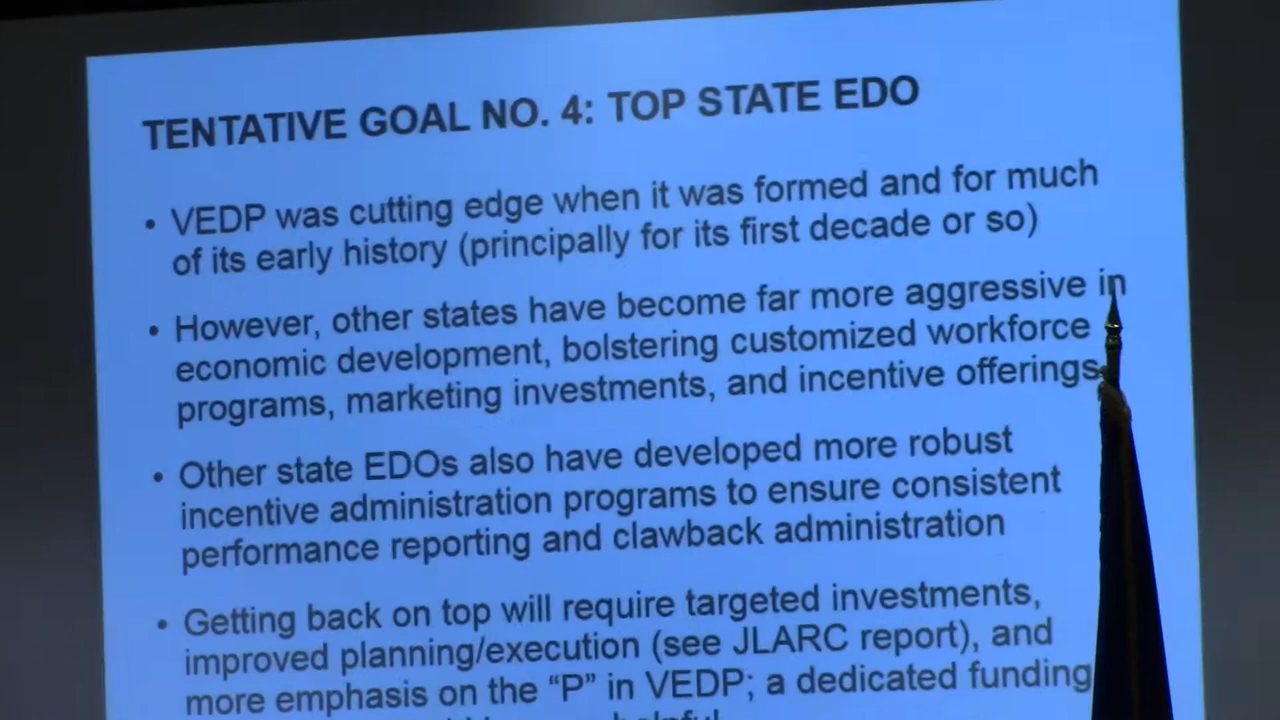 TENTATIVE GOAL NO. 4: TOP STATE EDO
• VEDP was cutting edge when it was formed and for much
of its early history (principally for its first decade or so)
• However, other states have become far more aggressive in
economic development, bolstering customized workforce
programs, marketing investments, and incentive offerings
• Other state EDOs also have developed more robust
incentive administration programs to ensure consistent
performance reporting and clawback administration
• Getting back on top will require targeted investments,
improved planning/execution (see JLARC report), and
more emphasis on the “P” in VEDP; a dedicated funding
helpful